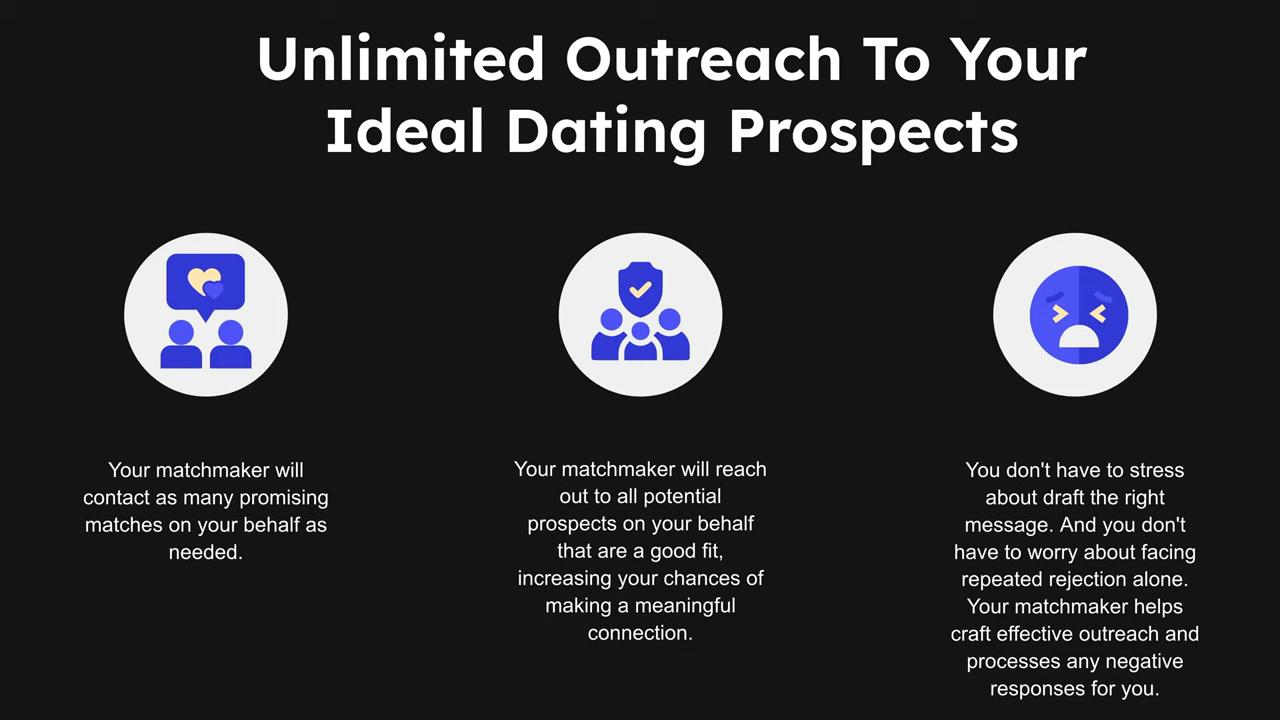 Unlimited Outreach To Your
Ideal Dating Prospects
Your matchmaker will
contact as many promising
matches on your behalf as
needed.
Your matchmaker will reach
out to all potential
prospects on your behalf
that are a good fit,
increasing your chances of
making a meaningful
connection.
You don't have to stress
about draft the right
message. And you don't
have to worry about facing
repeated rejection alone.
Your matchmaker helps
craft effective outreach and
processes any negative
responses for you.